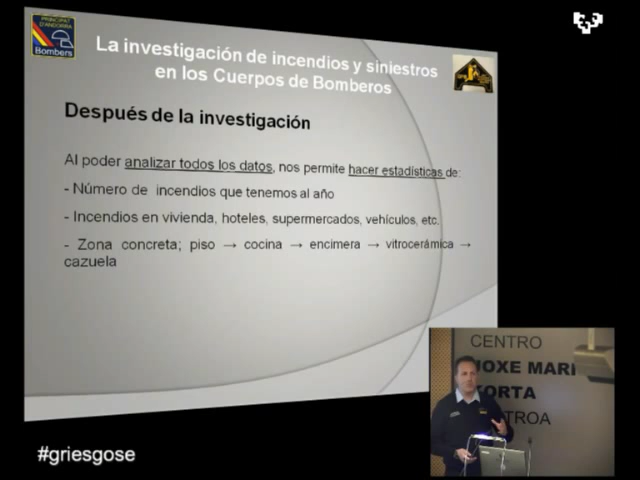 PRINCIPAT
D'ANDORRA
Bombers
La investigación de incendios y siniestros
en los Cuerpos de Bomberos
Después de la investigación
Al poder analizar todos los datos, nos permite hacer estadísticas de:
- Número de incendios que tenemos al año
- Incendios en vivienda, hoteles, supermercados, vehículos, etc.
- Zona concreta; piso → cocina → encimera → vitrocerámica →
cazuela
CENTRO
JOXE MARI
KORTA
ZENTROA
#griesgose